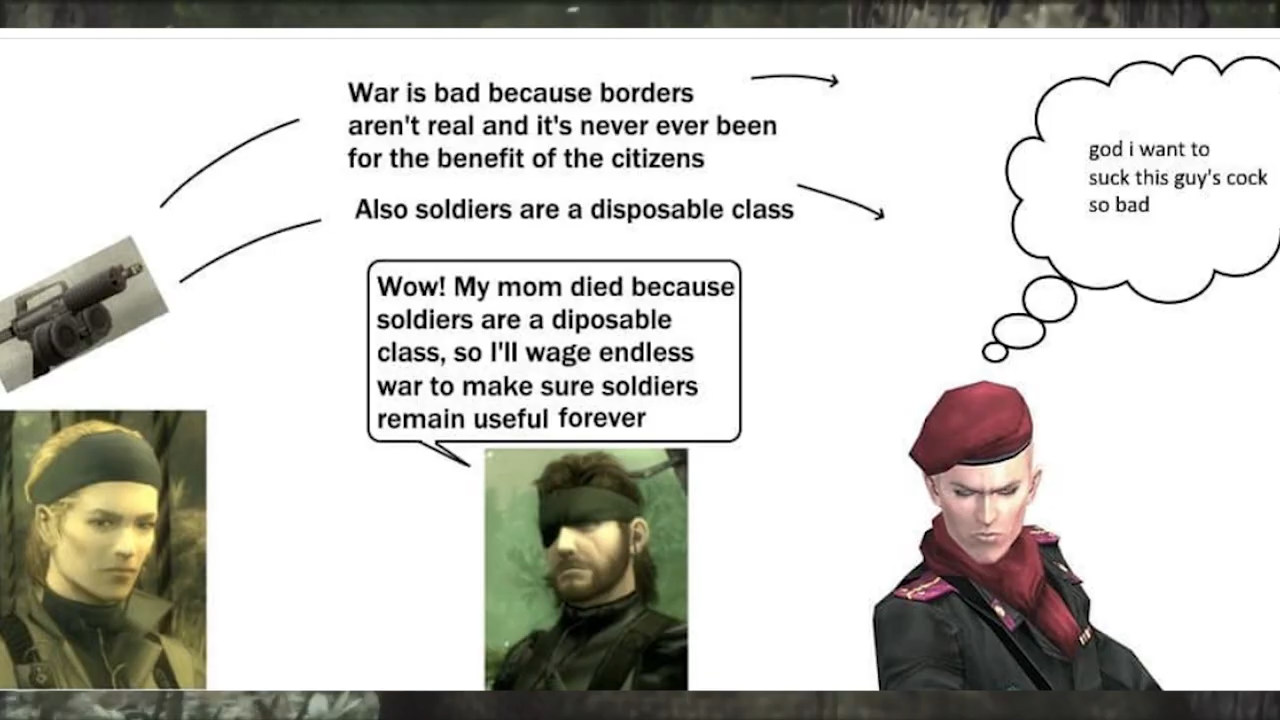 War is bad because borders
aren't real and it's never ever been
for the benefit of the citizens
Also soldiers are a disposable class
god i want to
suck this guy's cock
so bad
Wow! My mom died because
soldiers are a diposable
class, so I'll wage endless
war to make sure soldiers
remain useful forever